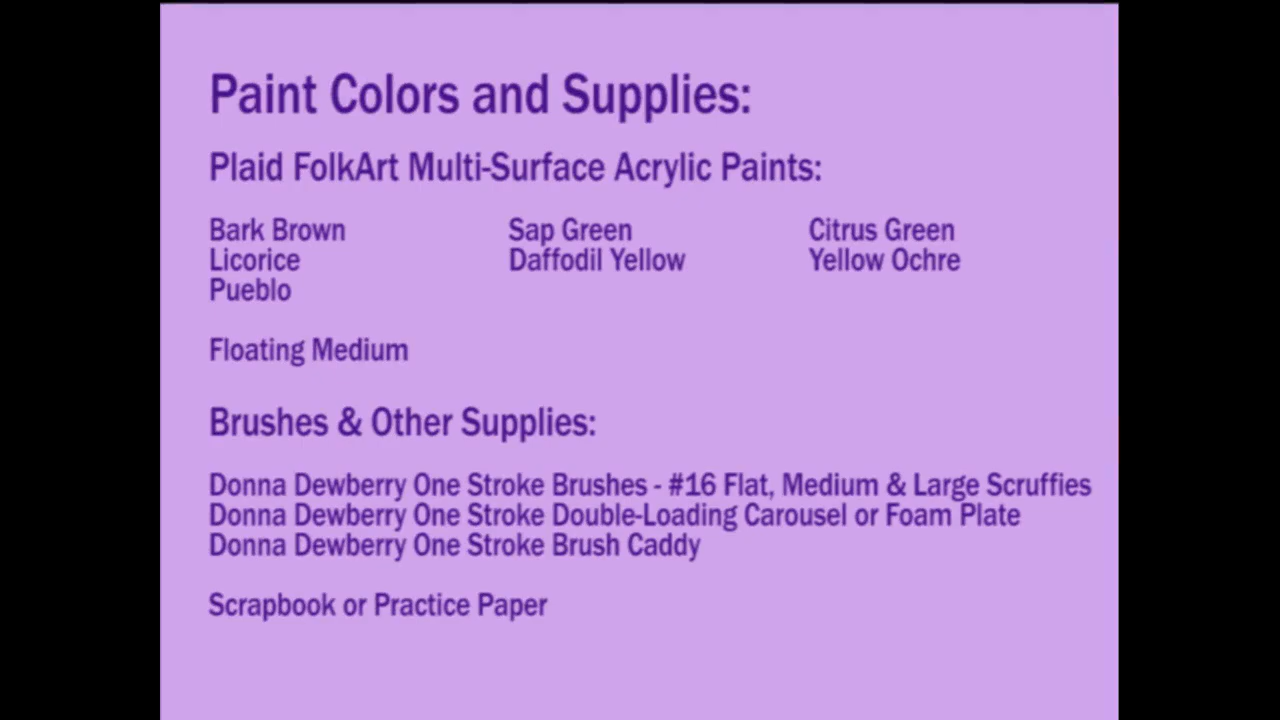 Paint Colors and Supplies:
Plaid FolkArt Multi-Surface Acrylic Paints:
Bark Brown Sap Green Citrus Green
Licorice Daffodil Yellow Yellow Ochre
Pueblo
Floating Medium
Brushes & Other Supplies:
Donna Dewberry One Stroke Brushes - #16 Flat, Medium & Large Scruffies
Donna Dewberry One Stroke Double-Loading Carousel or Foam Plate
Donna Dewberry One Stroke Brush Caddy
Scrapbook or Practice Paper